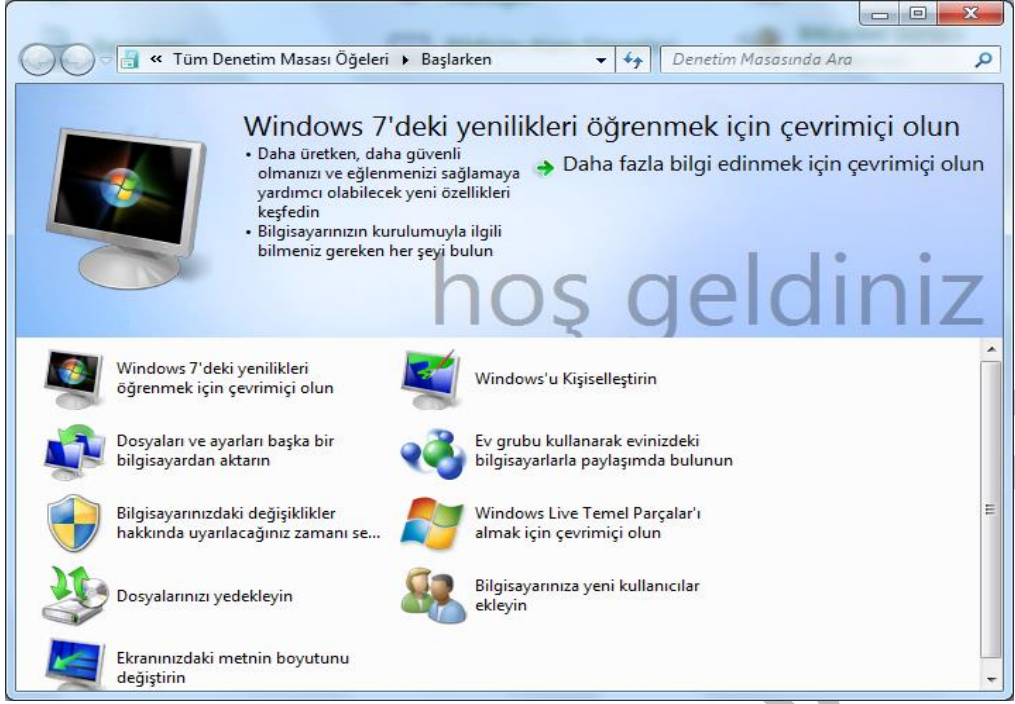 « Tüm Denetim Masası Öğeleri ▸ Başlarken
Denetim Masasında Ara
Windows 7'deki yenilikleri öğrenmek için çevrimiçi olun
• Daha üretken, daha güvenli
olmanızı ve eğlenmenizi sağlamaya
yardımcı olabilecek yeni özellikleri
keşfedin
• Bilgisayarınızın kurulumuyla ilgili
bilmeniz gereken her şeyi bulun
Daha fazla bilgi edinmek için çevrimiçi olun
hoş geldiniz
Windows 7'deki yenilikleri
öğrenmek için çevrimiçi olun
Windows'u Kişiselleştirin
Dosyaları ve ayarları başka bir
bilgisayardan aktarın
Ev grubu kullanarak evinizdeki
bilgisayarlarla paylaşımda bulunun
Bilgisayarınızdaki değişiklikler
hakkında uyarılacağınız zamanı se...
Windows Live Temel Parçalar'ı
almak için çevrimiçi olun
Dosyalarınızı yedekleyin
Bilgisayarınıza yeni kullanıcılar
ekleyin
Ekranınızdaki metnin boyutunu
değiştirin